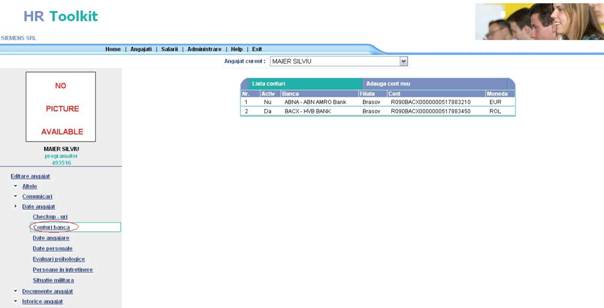 HR Toolkit
SIEMENS SRL
Home | Angajati | Salarii | Administrare | Help | Exit
Angajat curent : MAIER SILVIU
NO
PICTURE
AVAILABLE
MAIER SILVIU
programator
493516
Lista conturi Adauga cont nou
Nr. Activ Banca Filiala Cont Moneda
1 Nu ABNA - ABN AMRO Bank Brasov RO90BACX0000000517883210 EUR
2 Da BACX - HVB BANK Brasov RO90BACX0000000517883450 ROL
Editare angajat
Altele
Comunicari
Date angajat
Checkup - uri
Conturi banca
Date angajare
Date personale
Evaluari psihologice
Persoane in intretinere
Situatie militara
Documente angajat
Istorice angajat